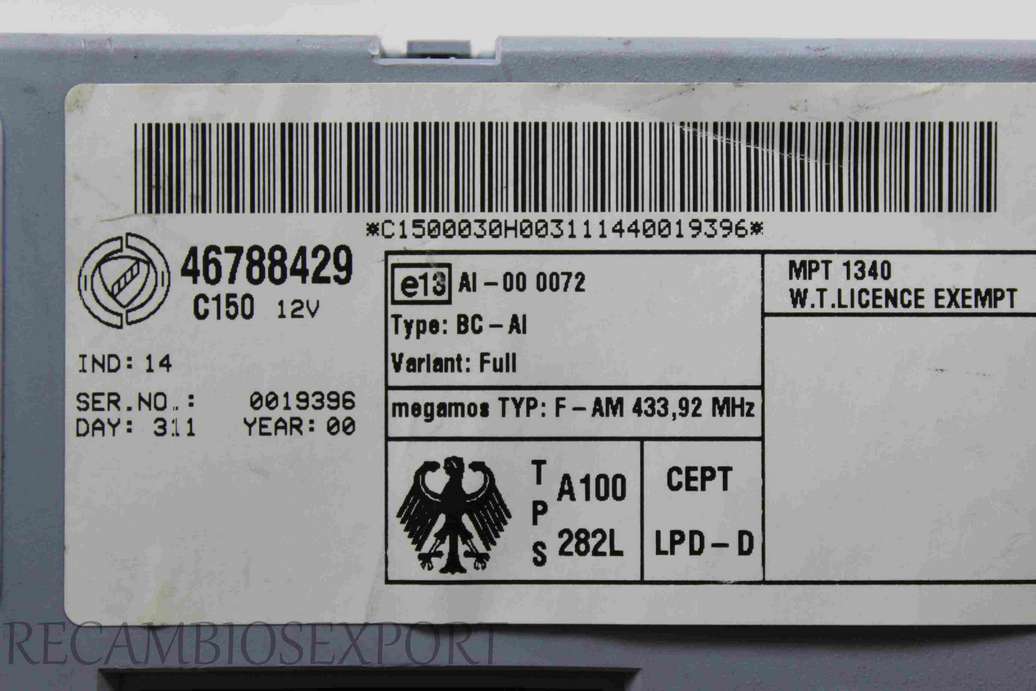 *C1500030H003111440019396*
46788429
C150 12V
IND: 14
SER.NO.: 0019396
DAY: 311 YEAR: 00
e13 AI-00 0072
Type: BC-AI
Variant: Full
megamos TYP: F-AM 433,92 MHz
TPS
A100
282L
CEPT
LPD-D
MPT 1340
W.T.LICENCE EXEMPT
RECAMBIOSEXPORT